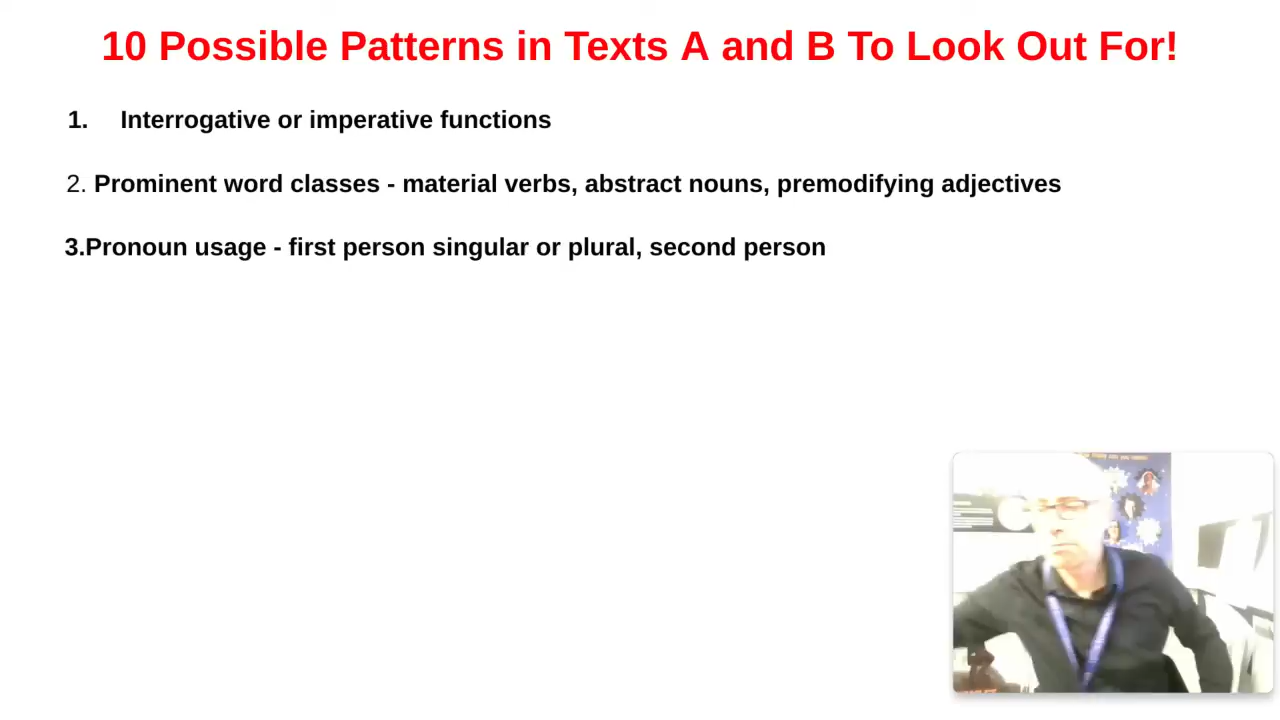 10 Possible Patterns in Texts A and B To Look Out For!
1. Interrogative or imperative functions
2. Prominent word classes - material verbs, abstract nouns, premodifying adjectives
3.Pronoun usage - first person singular or plural, second person